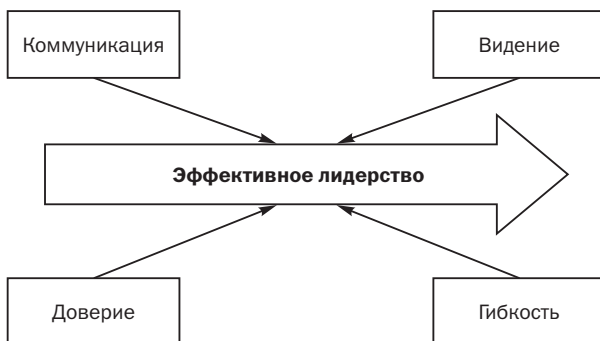 Коммуникация
Видение
Эффективное лидерство
Доверие
Гибкость